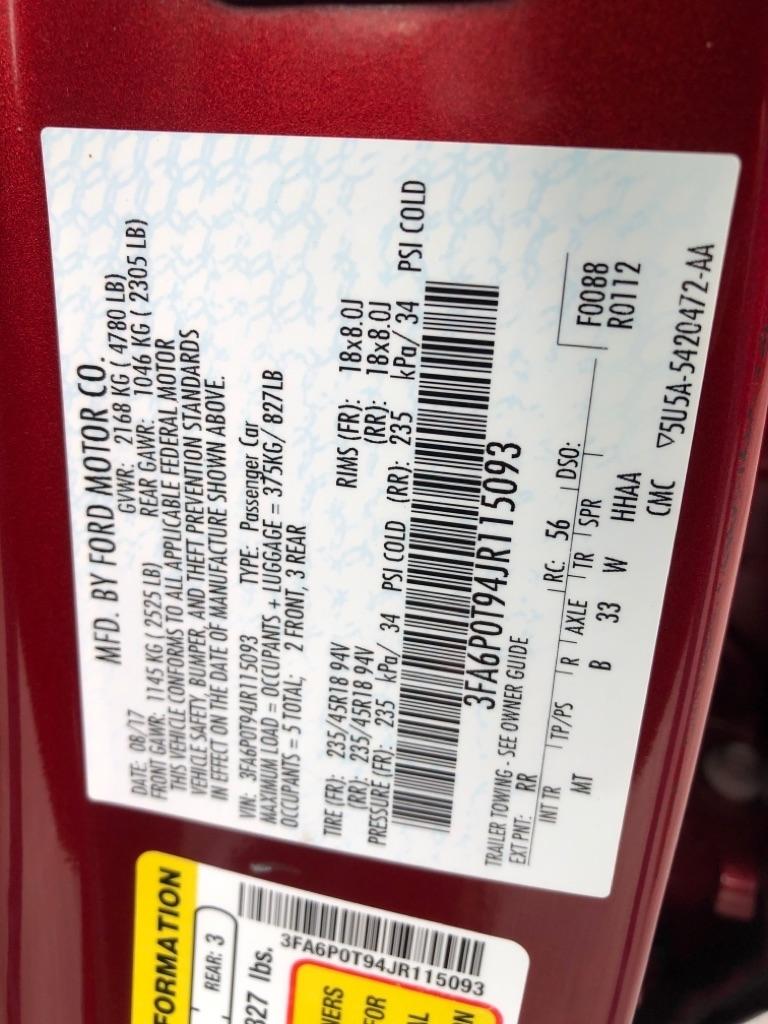 MFD. BY FORD MOTOR CO.
DATE: 08/17 GVWR: 2168 KG ( 4780 LB)
FRONT GAWR: 1145 KG ( 2525 LB) REAR GAWR: 1046 KG ( 2305 LB)
THIS VEHICLE CONFORMS TO ALL APPLICABLE FEDERAL MOTOR
VEHICLE SAFETY, BUMPER, AND THEFT PREVENTION STANDARDS
IN EFFECT ON THE DATE OF MANUFACTURE SHOWN ABOVE.
VIN: 3FA6P0T94JR115093 TYPE: Passenger Car
MAXIMUM LOAD = OCCUPANTS + LUGGAGE = 375KG/ 827LB
OCCUPANTS = 5 TOTAL; 2 FRONT, 3 REAR
TIRE (FR): 235/45R18 94V RIMS (FR): 18x8.0J
(RR): 235/45R18 94V (RR): 18x8.0J
PRESSURE (FR): 235 kPa/ 34 PSI COLD (RR): 235 kPa/ 34 PSI COLD
3FA6P0T94JR115093
TRAILER TOWING - SEE OWNER GUIDE
EXT PNT: RR RC: 56 DSO: F0088
R0112
INT TR TP/PS R AXLE TR SPR
MT B 33 W HHAA
CMC ▽5U5A-5420472-AA
FORMATION
REAR: 3
827 lbs.
3FA6P0T94JR115093
NERS
FOR
AL
N